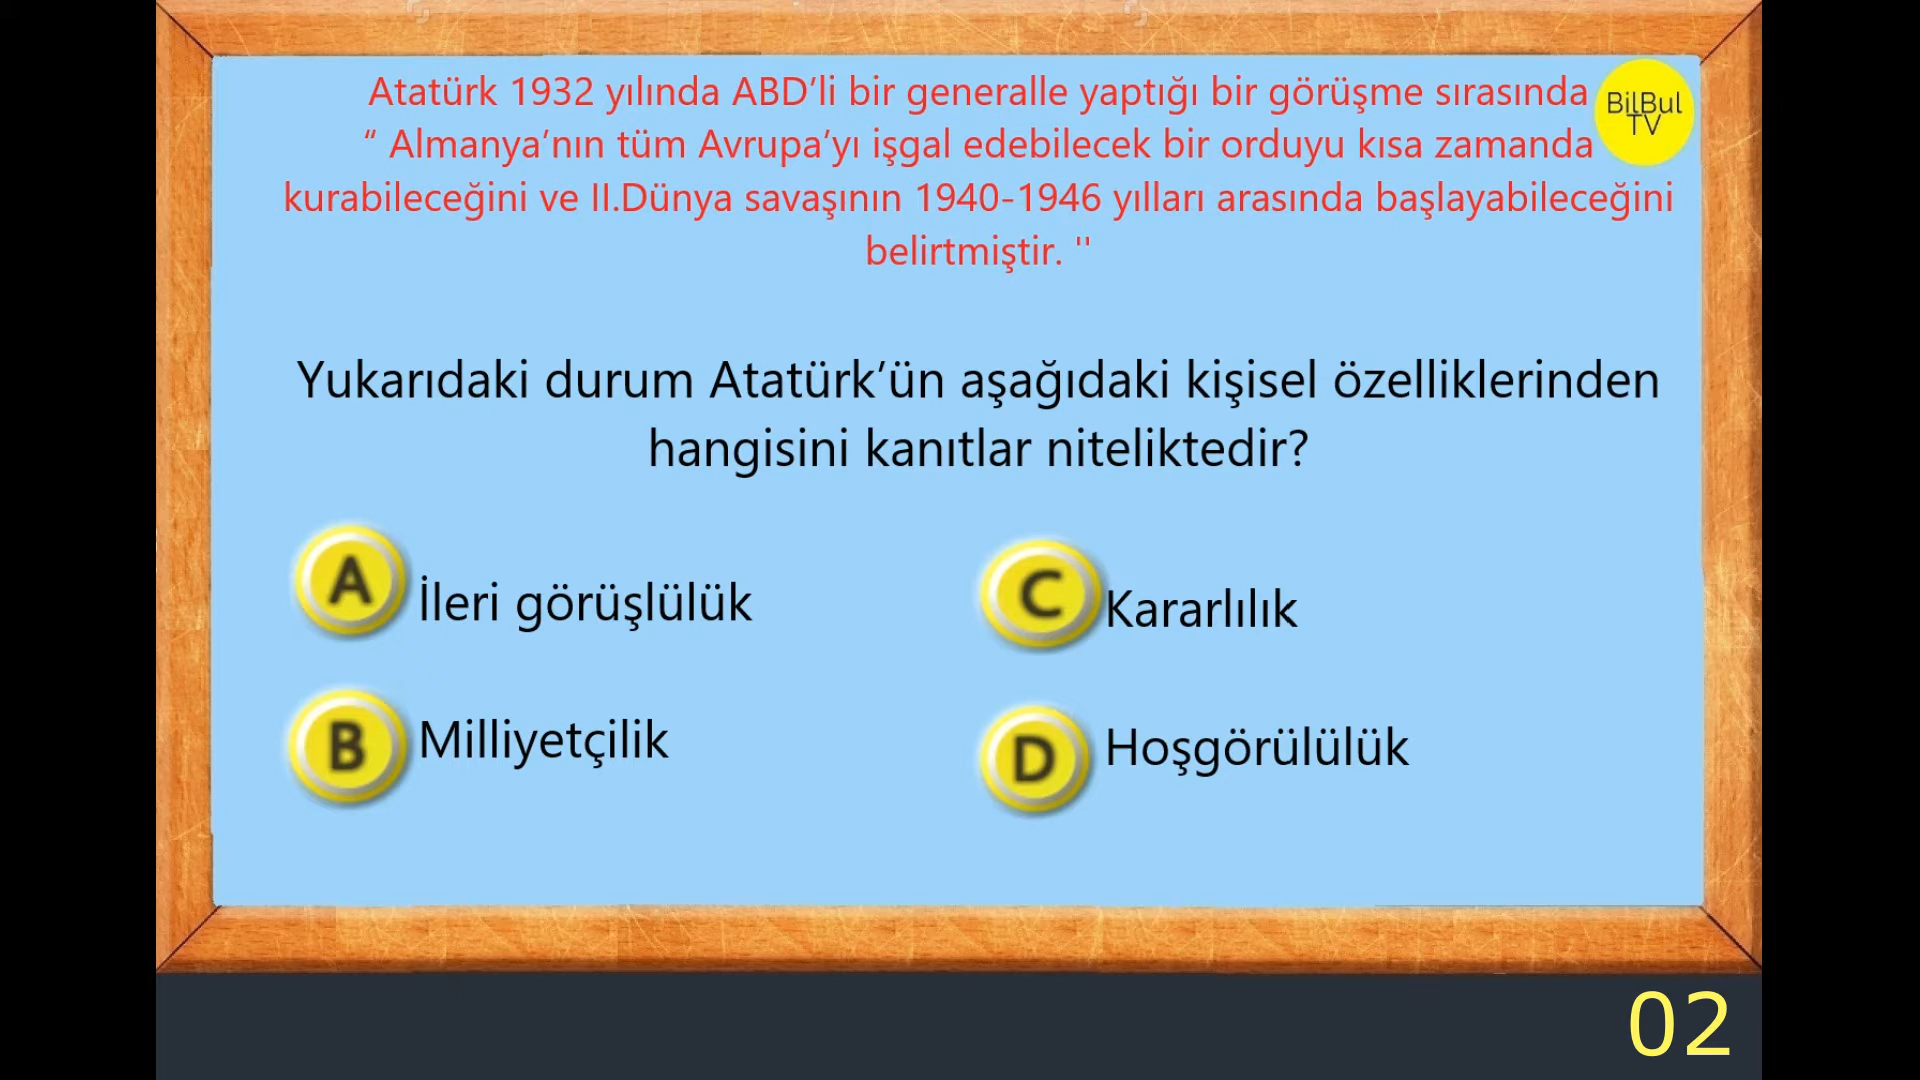 Atatürk 1932 yılında ABD’li bir generalle yaptığı bir görüşme sırasında
“ Almanya’nın tüm Avrupa’yı işgal edebilecek bir orduyu kısa zamanda
kurabileceğini ve II.Dünya savaşının 1940-1946 yılları arasında başlayabileceğini
belirtmiştir. ''
BilBul
TV
Yukarıdaki durum Atatürk’ün aşağıdaki kişisel özelliklerinden
hangisini kanıtlar niteliktedir?
A İleri görüşlülük
B Milliyetçilik
C Kararlılık
D Hoşgörülülük
02